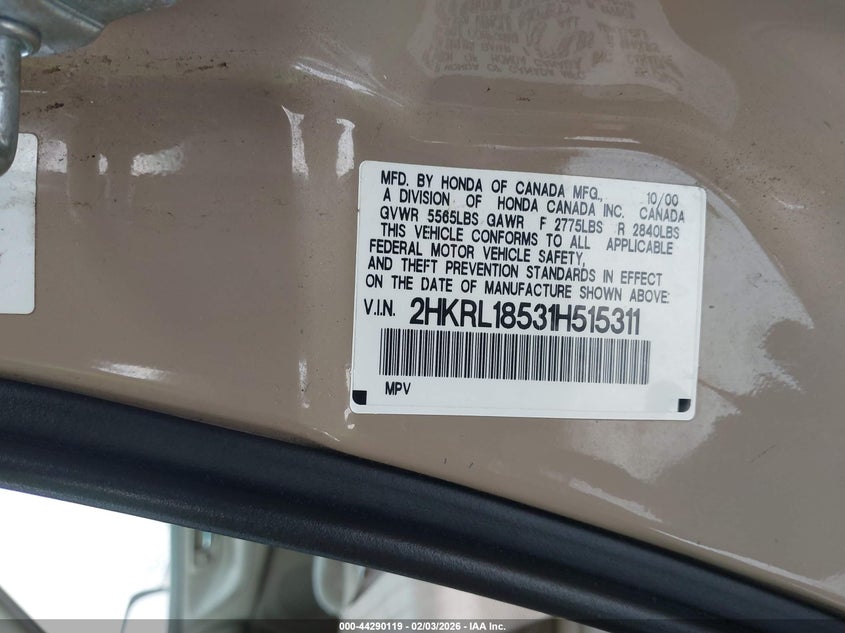 MFD. BY HONDA OF CANADA MFG., 10/00
A DIVISION OF HONDA CANADA INC. CANADA
GVWR 5565LBS GAWR F 2775LBS R 2840LBS
THIS VEHICLE CONFORMS TO ALL APPLICABLE
FEDERAL MOTOR VEHICLE SAFETY,
AND THEFT PREVENTION STANDARDS IN EFFECT
ON THE DATE OF MANUFACTURE SHOWN ABOVE:
V.I.N. 2HKRL18531H515311
MPV
000-44290119 - 02/03/2026 - IAA Inc.